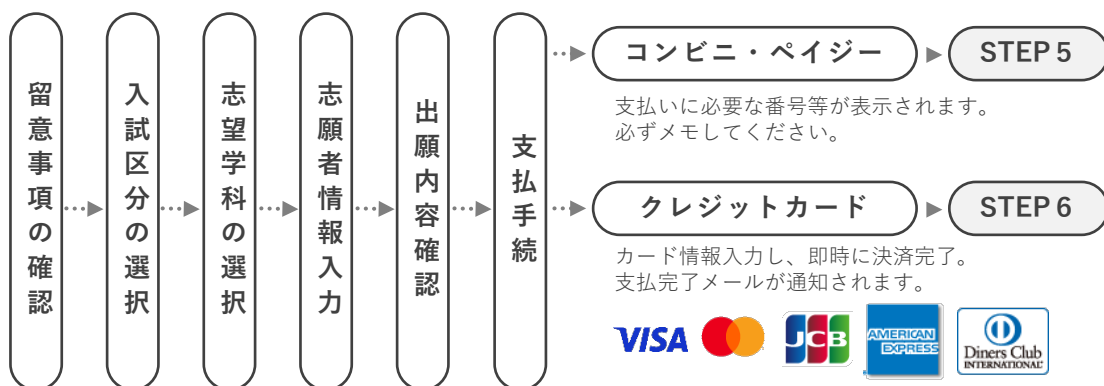 留意事項の確認
入試区分の選択
志望学科の選択
志願者情報入力
出願内容確認
支払手続
コンビニ・ペイジー
STEP 5
支払いに必要な番号等が表示されます。
必ずメモしてください。
クレジットカード
STEP 6
カード情報入力し、即時に決済完了。
支払完了メールが通知されます。
VISA
JCB
AMERICAN
EXPRESS
Diners Club
INTERNATIONAL